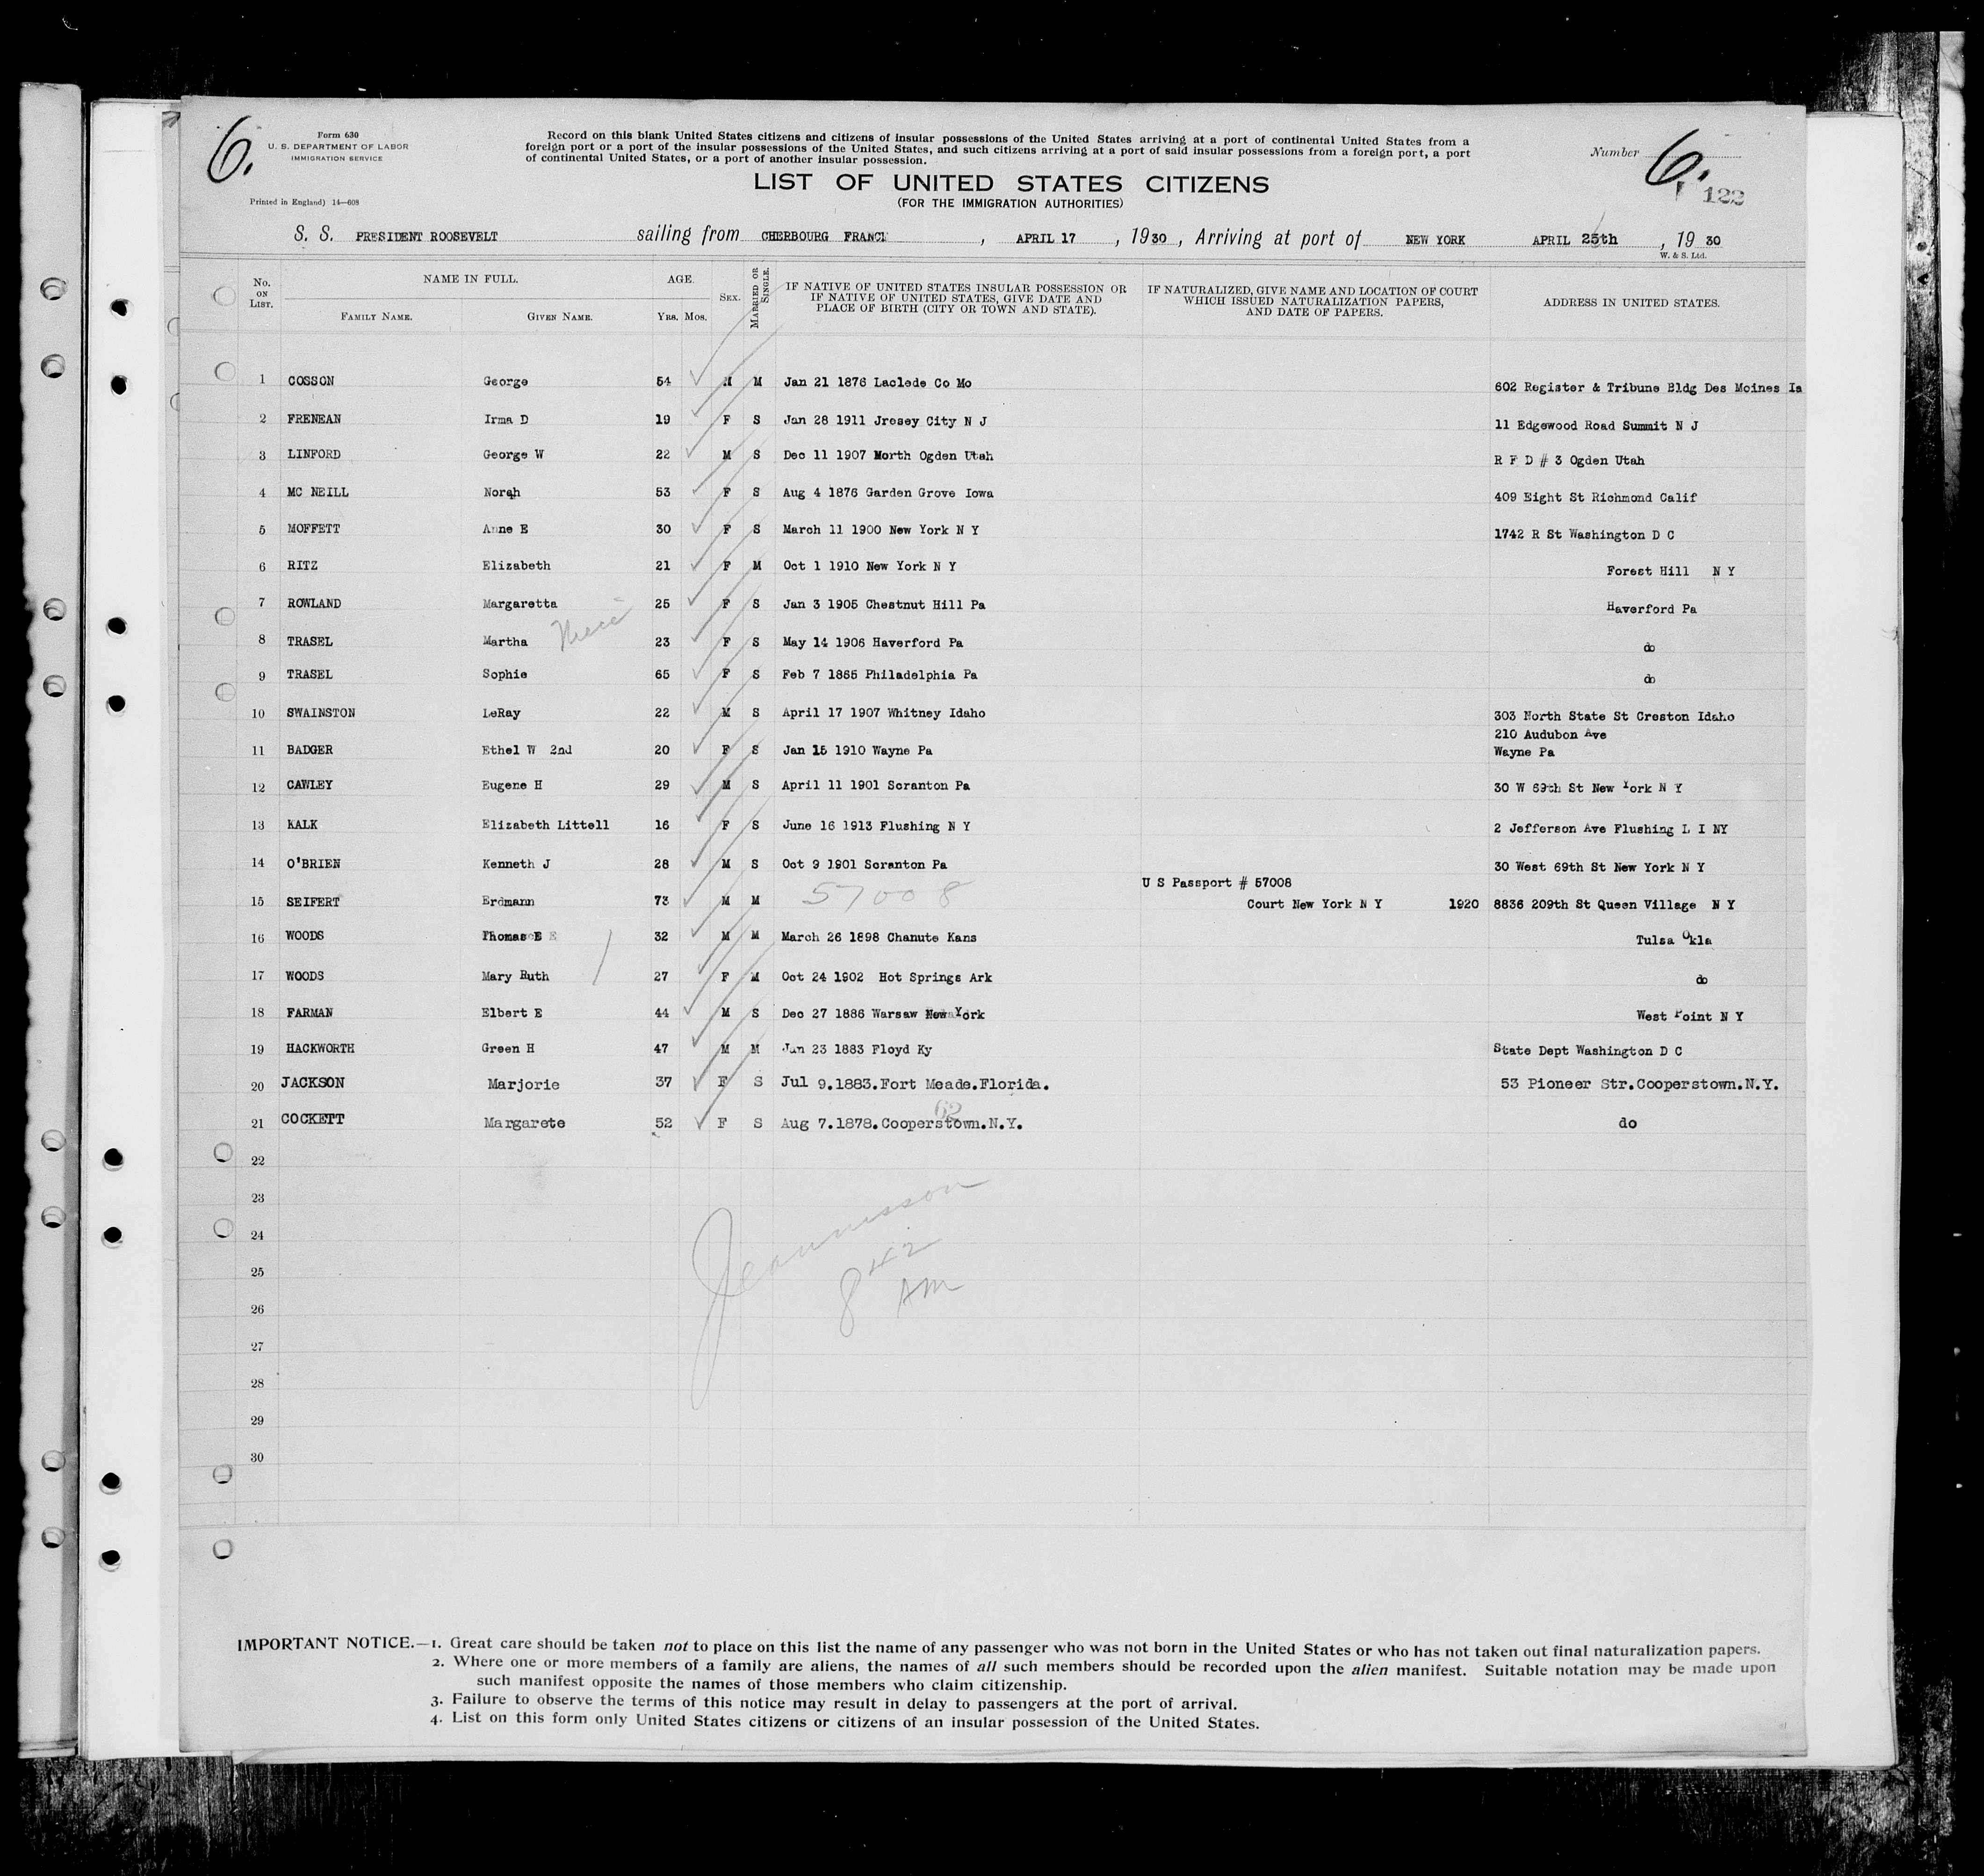 6.
Form 630
U. S. DEPARTMENT OF LABOR
IMMIGRATION SERVICE
Printed in England) 14—608
Record on this blank United States citizens and citizens of insular possessions of the United States arriving at a port of continental United States from a
foreign port or a port of the insular possessions of the United States, and such citizens arriving at a port of said insular possessions from a foreign port, a port
of continental United States, or a port of another insular possession.
Number 6.
122
LIST OF UNITED STATES CITIZENS
(FOR THE IMMIGRATION AUTHORITIES)
S. S. PRESIDENT ROOSEVELT sailing from CHERBOURG FRANCE , APRIL 17 , 1930 , Arriving at port of NEW YORK APRIL 25th , 19 30
W. & S. Ltd.
No. ON LIST. NAME IN FULL. FAMILY NAME. GIVEN NAME. AGE. YRS. MOS. SEX. MARRIED OR SINGLE. IF NATIVE OF UNITED STATES INSULAR POSSESSION OR IF NATIVE OF UNITED STATES, GIVE DATE AND PLACE OF BIRTH (CITY OR TOWN AND STATE). IF NATURALIZED, GIVE NAME AND LOCATION OF COURT WHICH ISSUED NATURALIZATION PAPERS, AND DATE OF PAPERS. ADDRESS IN UNITED STATES.
1 COSSON George 54 M M Jan 21 1876 Laclede Co Mo 602 Register & Tribune Bldg Des Moines Ia
2 FRENEAN Irma D 19 F S Jan 28 1911 Jresey City N J 11 Edgewood Road Summit N J
3 LINFORD George W 22 M S Dec 11 1907 North Ogden Utah R F D # 3 Ogden Utah
4 MC NEILL Norah 53 F S Aug 4 1876 Garden Grove Iowa 409 Eight St Richmond Calif
5 MOFFETT Anne E 30 F S March 11 1900 New York N Y 1742 R St Washington D C
6 RITZ Elizabeth 21 F M Oct 1 1910 New York N Y Forest Hill N Y
7 ROWLAND Margaretta 25 F S Jan 3 1905 Chestnut Hill Pa Haverford Pa
8 TRASEL Martha Niece 23 F S May 14 1906 Haverford Pa do
9 TRASEL Sophie 65 F S Feb 7 1865 Philadelphia Pa do
10 SWAINSTON LeRay 22 M S April 17 1907 Whitney Idaho 303 North State St Creston Idaho
210 Audubon Ave
11 BADGER Ethel W 2nd 20 F S Jan 15 1910 Wayne Pa Wayne Pa
12 CAWLEY Eugene H 29 M S April 11 1901 Scranton Pa 30 W 69th St New York N Y
13 KALK Elizabeth Littell 16 F S June 16 1913 Flushing N Y 2 Jefferson Ave Flushing L I NY
14 O'BRIEN Kenneth J 28 M S Oct 9 1901 Scranton Pa 30 West 69th St New York N Y
U S Passport # 57008
15 SEIFERT Erdmann 73 M M 57008 Court New York N Y 1920 8836 209th St Queen Village N Y
16 WOODS Thomas E 32 M M March 26 1898 Chanute Kans Tulsa Okla
17 WOODS Mary Ruth 27 F M Oct 24 1902 Hot Springs Ark do
18 FARMAN Elbert E 44 M S Dec 27 1886 Warsaw New York West Point N Y
19 HACKWORTH Green H 47 M M Jan 23 1883 Floyd Ky State Dept Washington D C
20 JACKSON Marjorie 37 F S Jul 9.1883.Fort Meade.Florida. 53 Pioneer Str.Cooperstown.N.Y.
62
21 COCKETT Margarete 52 F S Aug 7.1878.Cooperstown.N.Y. do
22
23
24
25
26
27
28
29
30
842
AM
IMPORTANT NOTICE.—1. Great care should be taken not to place on this list the name of any passenger who was not born in the United States or who has not taken out final naturalization papers.
2. Where one or more members of a family are aliens, the names of all such members should be recorded upon the alien manifest. Suitable notation may be made upon
such manifest opposite the names of those members who claim citizenship.
3. Failure to observe the terms of this notice may result in delay to passengers at the port of arrival.
4. List on this form only United States citizens or citizens of an insular possession of the United States.